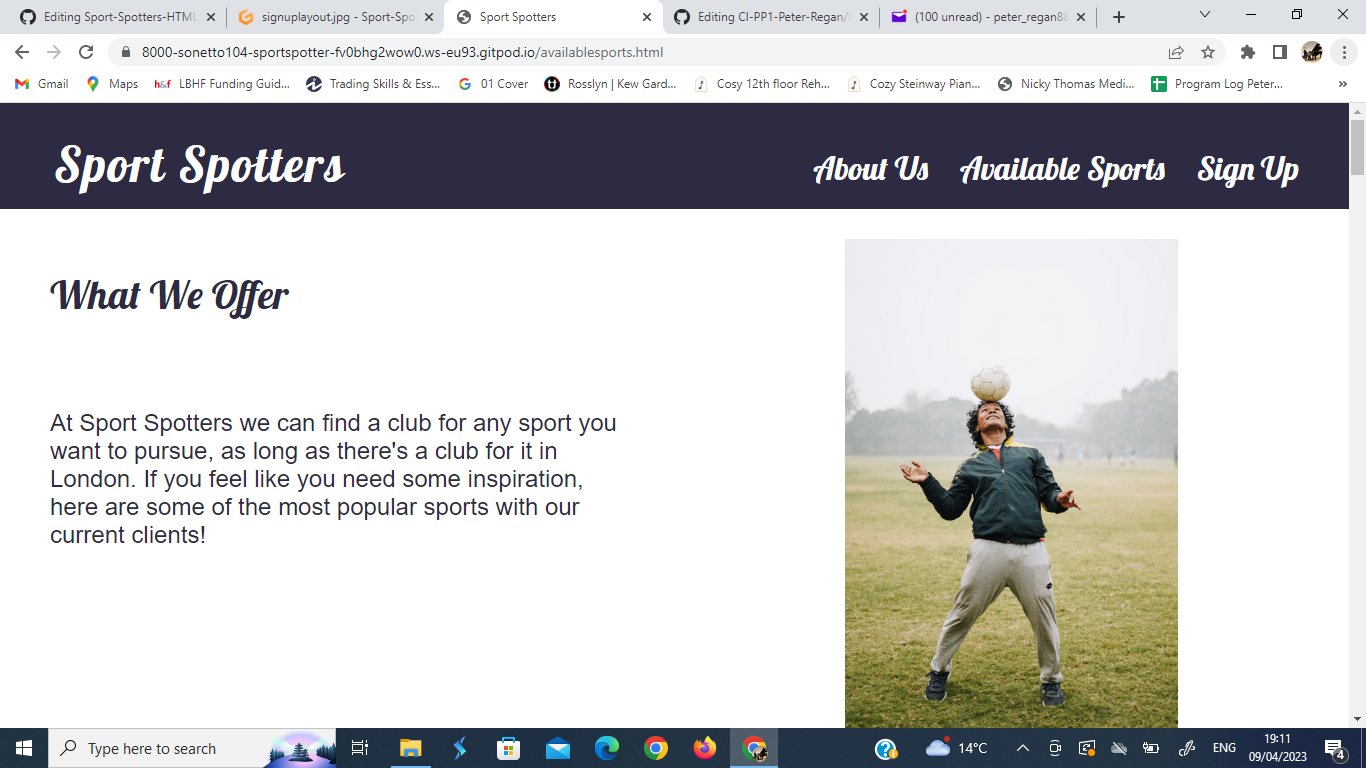 Editing Sport-Spotters-HTML
signuplayout.jpg - Sport-Spo
Sport Spotters
Editing CI-PP1-Peter-Regan/
(100 unread) - peter_regan88
8000-sonetto104-sportspotter-fv0bhg2wow0.ws-eu93.gitpod.io/availablesports.html
Gmail
Maps
h&f LBHF Funding Guid...
Trading Skills & Ess...
01 Cover
Rosslyn | Kew Gard...
Cosy 12th floor Reh...
Cozy Steinway Pian...
Nicky Thomas Medi...
Program Log Peter...
»
Sport Spotters
About Us
Available Sports
Sign Up
What We Offer
At Sport Spotters we can find a club for any sport you
want to pursue, as long as there's a club for it in
London. If you feel like you need some inspiration,
here are some of the most popular sports with our
current clients!
Type here to search
14°C
ENG
19:11
09/04/2023
4